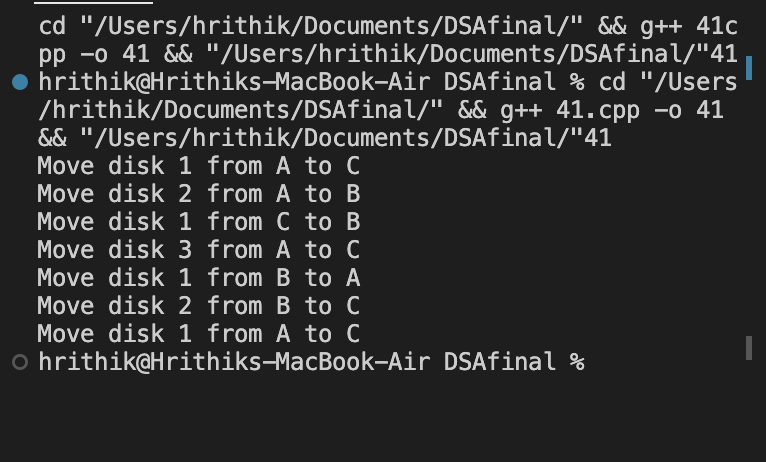 cd "/Users/hrithik/Documents/DSAfinal/" && g++ 41c
pp -o 41 && "/Users/hrithik/Documents/DSAfinal/"41
hrithik@Hrithiks-MacBook-Air DSAfinal % cd "/Users
/hrithik/Documents/DSAfinal/" && g++ 41.cpp -o 41
&& "/Users/hrithik/Documents/DSAfinal/"41
Move disk 1 from A to C
Move disk 2 from A to B
Move disk 1 from C to B
Move disk 3 from A to C
Move disk 1 from B to A
Move disk 2 from B to C
Move disk 1 from A to C
hrithik@Hrithiks-MacBook-Air DSAfinal %